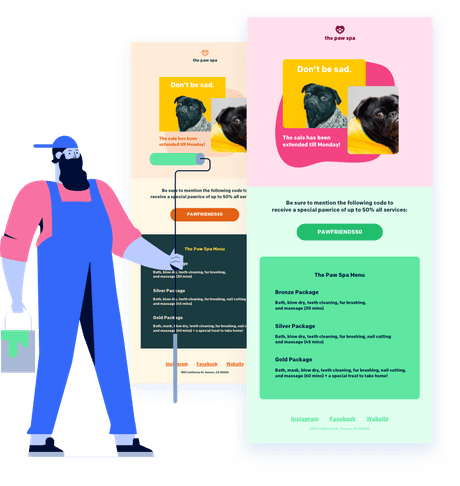 the paw spa
Don't be sad.
The sale has been
extended till Monday!
Be sure to mention the following code to
receive a special pawrice of up to 50% all se
PAWFRIENDS50
The Paw Spa Menu
kage
Bath, blow dry, teeth cleaning, fur brushing,
and massage (30 mins)
Silver Package
Bath, blow dry, teeth cleaning, fur brushing, nail cutting
and massage (45 mins)
Gold Package
Bath, mask, blow dry, teeth cleaning, fur brushing, nail
and massage (60 mins) + a special treat to take home!
Instagram Facebook Website
the paw spa
Don't be sad.
The sale has been
extended till Monday!
Be sure to mention the following code to
receive a special pawrice of up to 50% all services:
PAWFRIENDS50
The Paw Spa Menu
Bronze Package
Bath, blow dry, teeth cleaning, fur brushing,
and massage (30 mins)
Silver Package
Bath, blow dry, teeth cleaning, fur brushing, nail cutting
and massage (45 mins)
Gold Package
Bath, mask, blow dry, teeth cleaning, fur brushing, nail cutting,
and massage (60 mins) + a special treat to take home!
Instagram Facebook Website